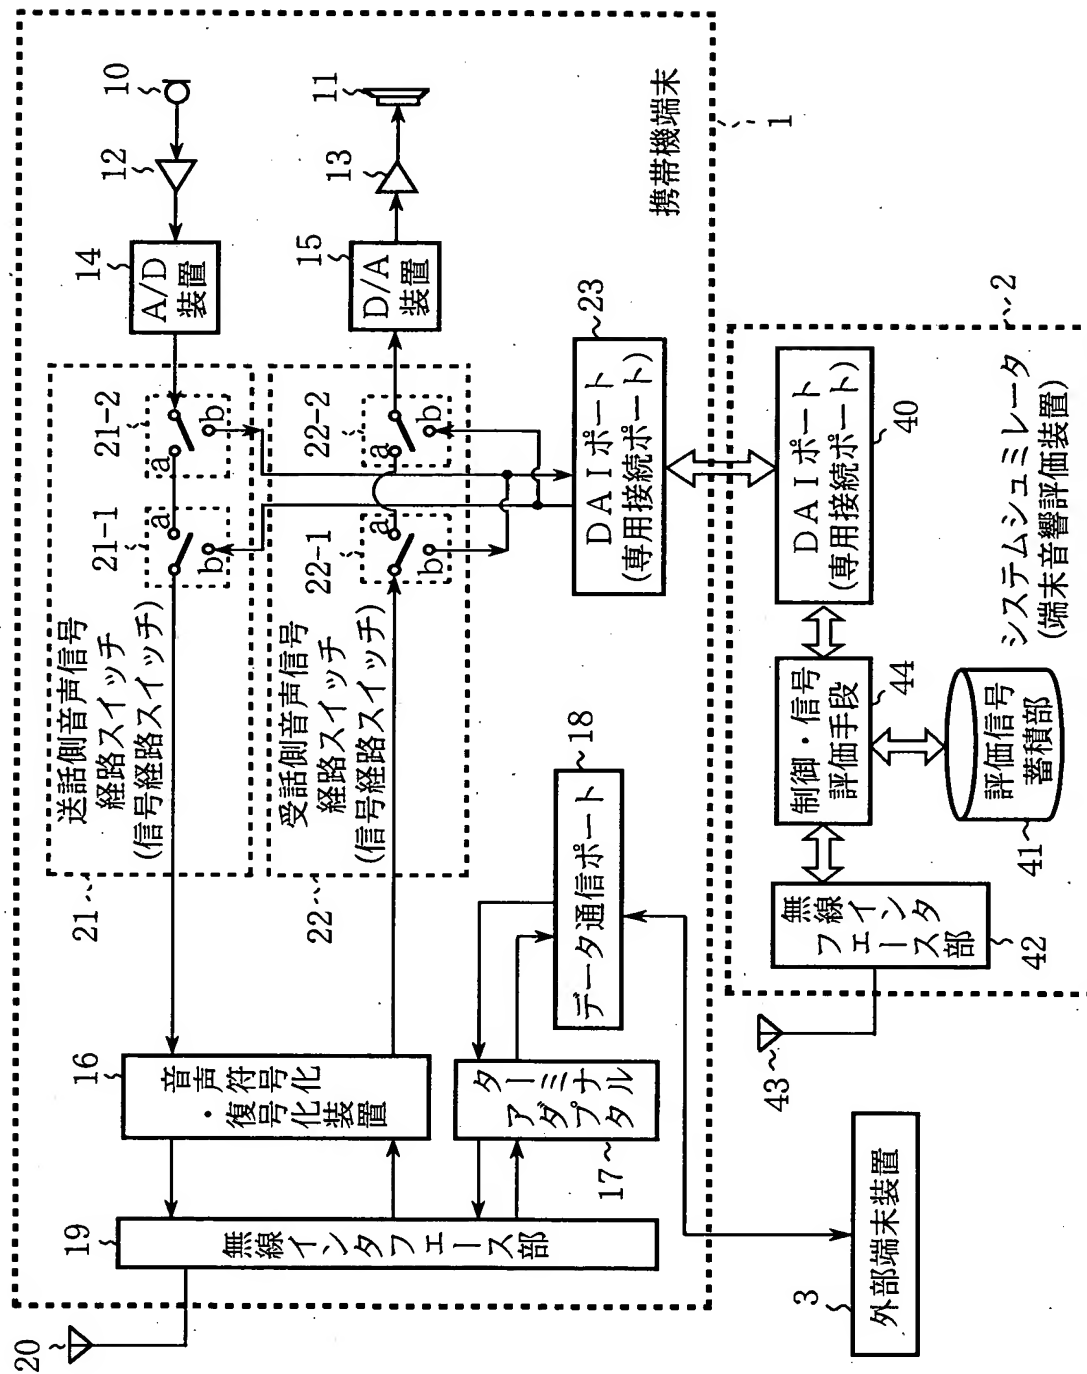 20
19
無線インタフェース部
16
音声符号化
・復号化装置
17
ターミナル
アダプタ
18
データ通信ポート
21
送話側音声信号
経路スイッチ
(信号経路スイッチ)
21-1
a
b
21-2
a
b
14
A/D
装置
12
10
22
受話側音声信号
経路スイッチ
(信号経路スイッチ)
22-1
a
b
22-2
a
b
15
D/A
装置
13
11
23
DAIポート
(専用接続ポート)
携帯機端末
1
3
外部端末装置
43
42
無線インタ
フェース部
44
制御・信号
評価手段
41
評価信号
蓄積部
40
DAIポート
(専用接続ポート)
2
システムシュミレータ
(端末音響評価装置)